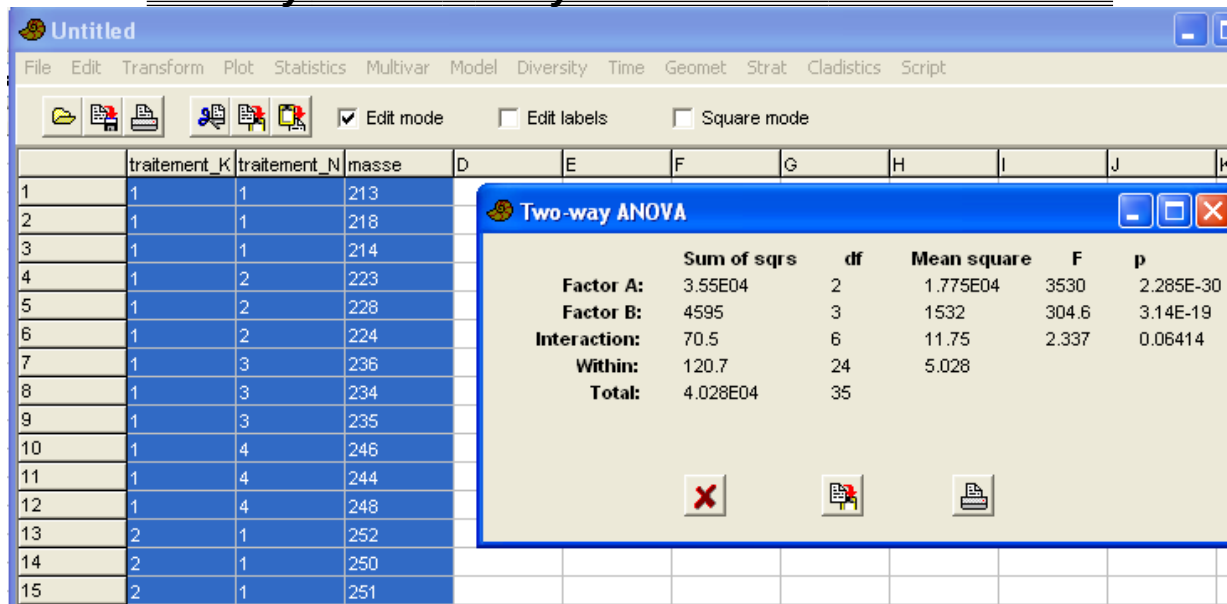 Untitled
File Edit Transform Plot Statistics Multivar Model Diversity Time Geomet Strat Cladistics Script
Edit mode Edit labels Square mode
traitement_K traitement_N masse D E F G H I J K
1 1 1 213
2 1 1 218
3 1 1 214
4 1 2 223
5 1 2 228
6 1 2 224
7 1 3 236
8 1 3 234
9 1 3 235
10 1 4 246
11 1 4 244
12 1 4 248
13 2 1 252
14 2 1 250
15 2 1 251
Two-way ANOVA
Sum of sqrs df Mean square F p
Factor A: 3.55E04 2 1.775E04 3530 2.285E-30
Factor B: 4595 3 1532 304.6 3.14E-19
Interaction: 70.5 6 11.75 2.337 0.06414
Within: 120.7 24 5.028
Total: 4.028E04 35